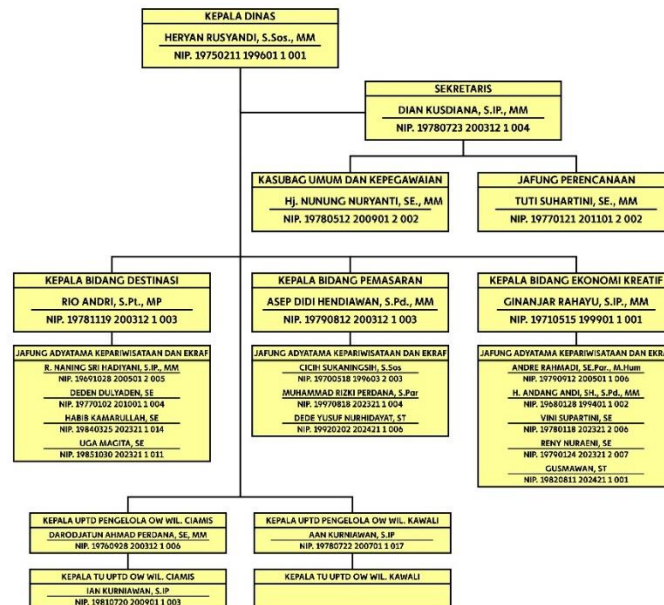 KEPALA DINAS
HERYAN RUSYANDI, S.Sos., MM
NIP. 19750211 199601 1 001
SEKRETARIS
DIAN KUSDIANA, S.IP., MM
NIP. 19780723 200312 1 004
KASUBAG UMUM DAN KEPEGAWAIAN
Hj. NUNUNG NURYANTI, SE., MM
NIP. 19780512 200901 2 002
JAFUNG PERENCANAAN
TUTI SUHARTINI, SE., MM
NIP. 19770121 201101 2 002
KEPALA BIDANG DESTINASI
RIO ANDRI, S.Pt., MP
NIP. 19781119 200312 1 003
JAFUNG ADYATAMA KEPARIWISATAAN DAN EKRAF
R. NANING SRI HADIYANI, S.IP., MM
NIP. 19691028 200501 2 005
DEDEN DULYADEN, SE
NIP. 19770102 201001 1 004
HABIB KAMARULLAH, SE
NIP. 19840325 202321 1 014
UGA MAGITA, SE
NIP. 19851030 202321 1 011
KEPALA BIDANG PEMASARAN
ASEP DIDI HENDIAWAN, S.Pd., MM
NIP. 19790812 200312 1 003
JAFUNG ADYATAMA KEPARIWISATAAN DAN EKRAF
CICIH SUKANINGSIH, S.Sos
NIP. 19700518 199603 2 003
MUHAMMAD RIZKI PERDANA, S.Par
NIP. 19970818 202321 1 004
DEDE YUSUF NURHIDAYAT, ST
NIP. 19920202 202421 1 006
KEPALA BIDANG EKONOMI KREATIF
GINANJAR RAHAYU, S.IP., MM
NIP. 19710515 199901 1 001
JAFUNG ADYATAMA KEPARIWISATAAN DAN EKRAF
ANDRE RAHMADI, SE.Par., M.Hum
NIP. 19790912 200501 1 006
H. ANDANG ANDI, SH., S.Pd., MM
NIP. 19680128 199401 1 002
VINI SUPARTINI, SE
NIP. 19780118 202321 2 006
RENY NURAENI, SE
NIP. 19790124 202321 2 007
GUSMAWAN, ST
NIP. 19820811 202421 1 001
KEPALA UPTD PENGELOLA OW WIL. CIAMIS
DARODJATUN AHMAD PERDANA, SE, MM
NIP. 19760928 200312 1 006
KEPALA UPTD PENGELOLA OW WIL. KAWALI
AAN KURNIAWAN, S.IP
NIP. 19780722 200701 1 017
KEPALA TU UPTD OW WIL. CIAMIS
IAN KURNIAWAN, S.IP
NIP. 19810720 200901 1 003
KEPALA TU UPTD OW WIL. KAWALI